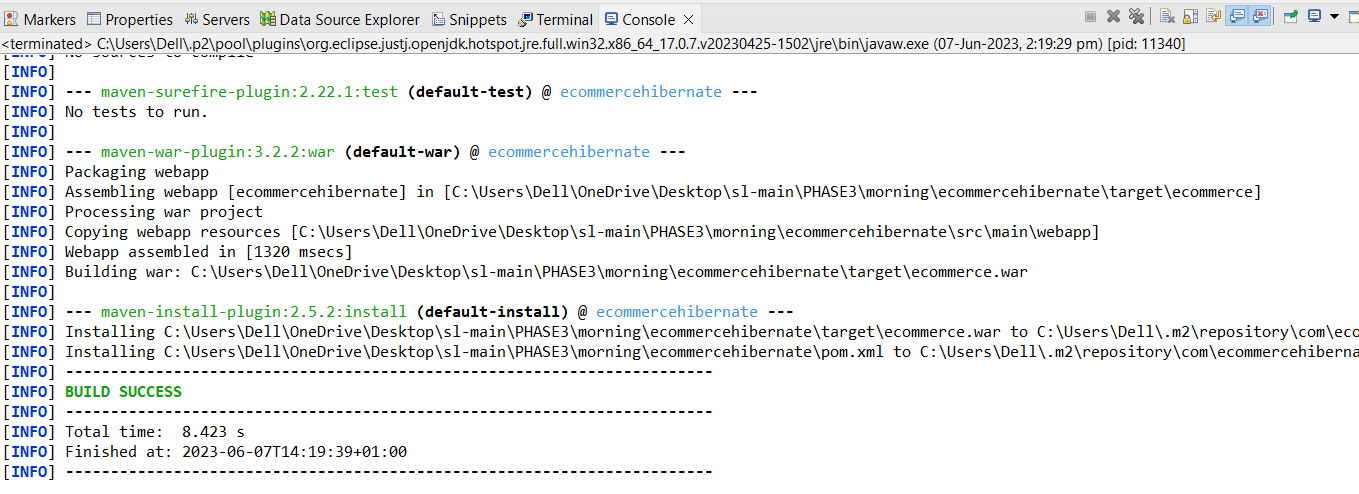 Markers Properties Servers Data Source Explorer Snippets Terminal Console
<terminated> C:\Users\Dell\.p2\pool\plugins\org.eclipse.justj.openjdk.hotspot.jre.full.win32.x86_64_17.0.7.v20230425-1502\jre\bin\javaw.exe (07-Jun-2023, 2:19:29 pm) [pid: 11340]
[INFO] No sources to compile
[INFO]
[INFO] --- maven-surefire-plugin:2.22.1:test (default-test) @ ecommercehibernate ---
[INFO] No tests to run.
[INFO]
[INFO] --- maven-war-plugin:3.2.2:war (default-war) @ ecommercehibernate ---
[INFO] Packaging webapp
[INFO] Assembling webapp [ecommercehibernate] in [C:\Users\Dell\OneDrive\Desktop\sl-main\PHASE3\morning\ecommercehibernate\target\ecommerce]
[INFO] Processing war project
[INFO] Copying webapp resources [C:\Users\Dell\OneDrive\Desktop\sl-main\PHASE3\morning\ecommercehibernate\src\main\webapp]
[INFO] Webapp assembled in [1320 msecs]
[INFO] Building war: C:\Users\Dell\OneDrive\Desktop\sl-main\PHASE3\morning\ecommercehibernate\target\ecommerce.war
[INFO]
[INFO] --- maven-install-plugin:2.5.2:install (default-install) @ ecommercehibernate ---
[INFO] Installing C:\Users\Dell\OneDrive\Desktop\sl-main\PHASE3\morning\ecommercehibernate\target\ecommerce.war to C:\Users\Dell\.m2\repository\com\eco
[INFO] Installing C:\Users\Dell\OneDrive\Desktop\sl-main\PHASE3\morning\ecommercehibernate\pom.xml to C:\Users\Dell\.m2\repository\com\ecommercehiberna
[INFO] ------------------------------------------------------------------------
[INFO] BUILD SUCCESS
[INFO] ------------------------------------------------------------------------
[INFO] Total time:  8.423 s
[INFO] Finished at: 2023-06-07T14:19:39+01:00
[INFO] ------------------------------------------------------------------------